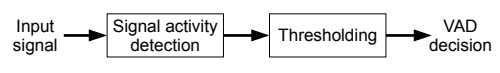 Input
signal
Signal activity
detection
Thresholding
VAD
decision